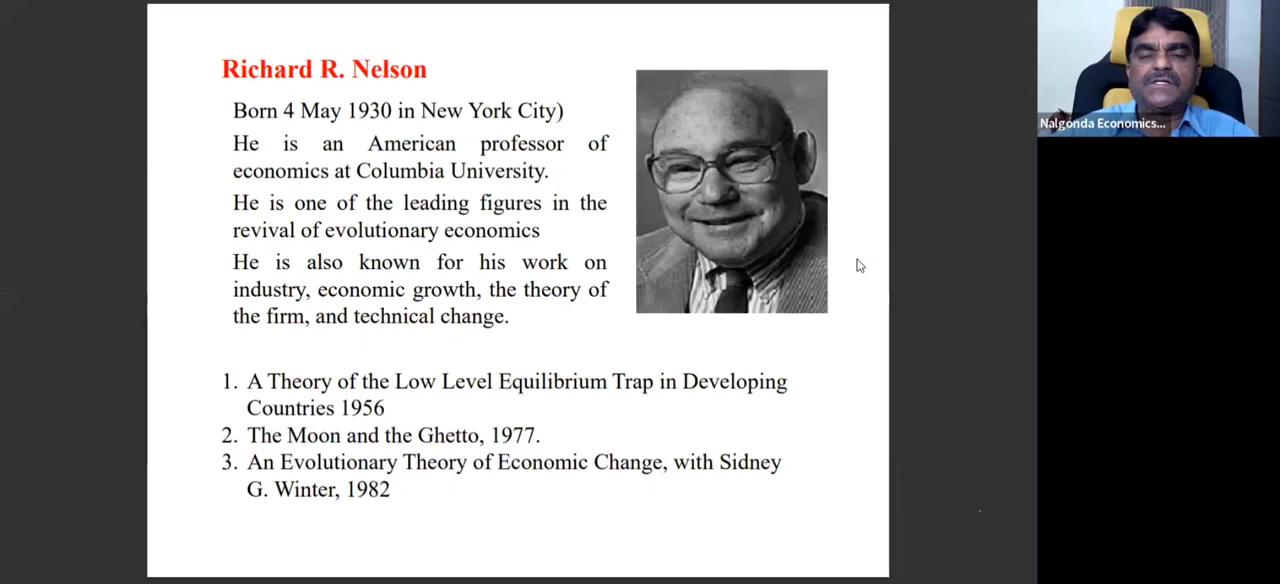 Richard R. Nelson
Born 4 May 1930 in New York City)
He is an American professor of
economics at Columbia University.
He is one of the leading figures in the
revival of evolutionary economics
He is also known for his work on
industry, economic growth, the theory of
the firm, and technical change.
1. A Theory of the Low Level Equilibrium Trap in Developing
Countries 1956
2. The Moon and the Ghetto, 1977.
3. An Evolutionary Theory of Economic Change, with Sidney
G. Winter, 1982
Nalgonda Economics...